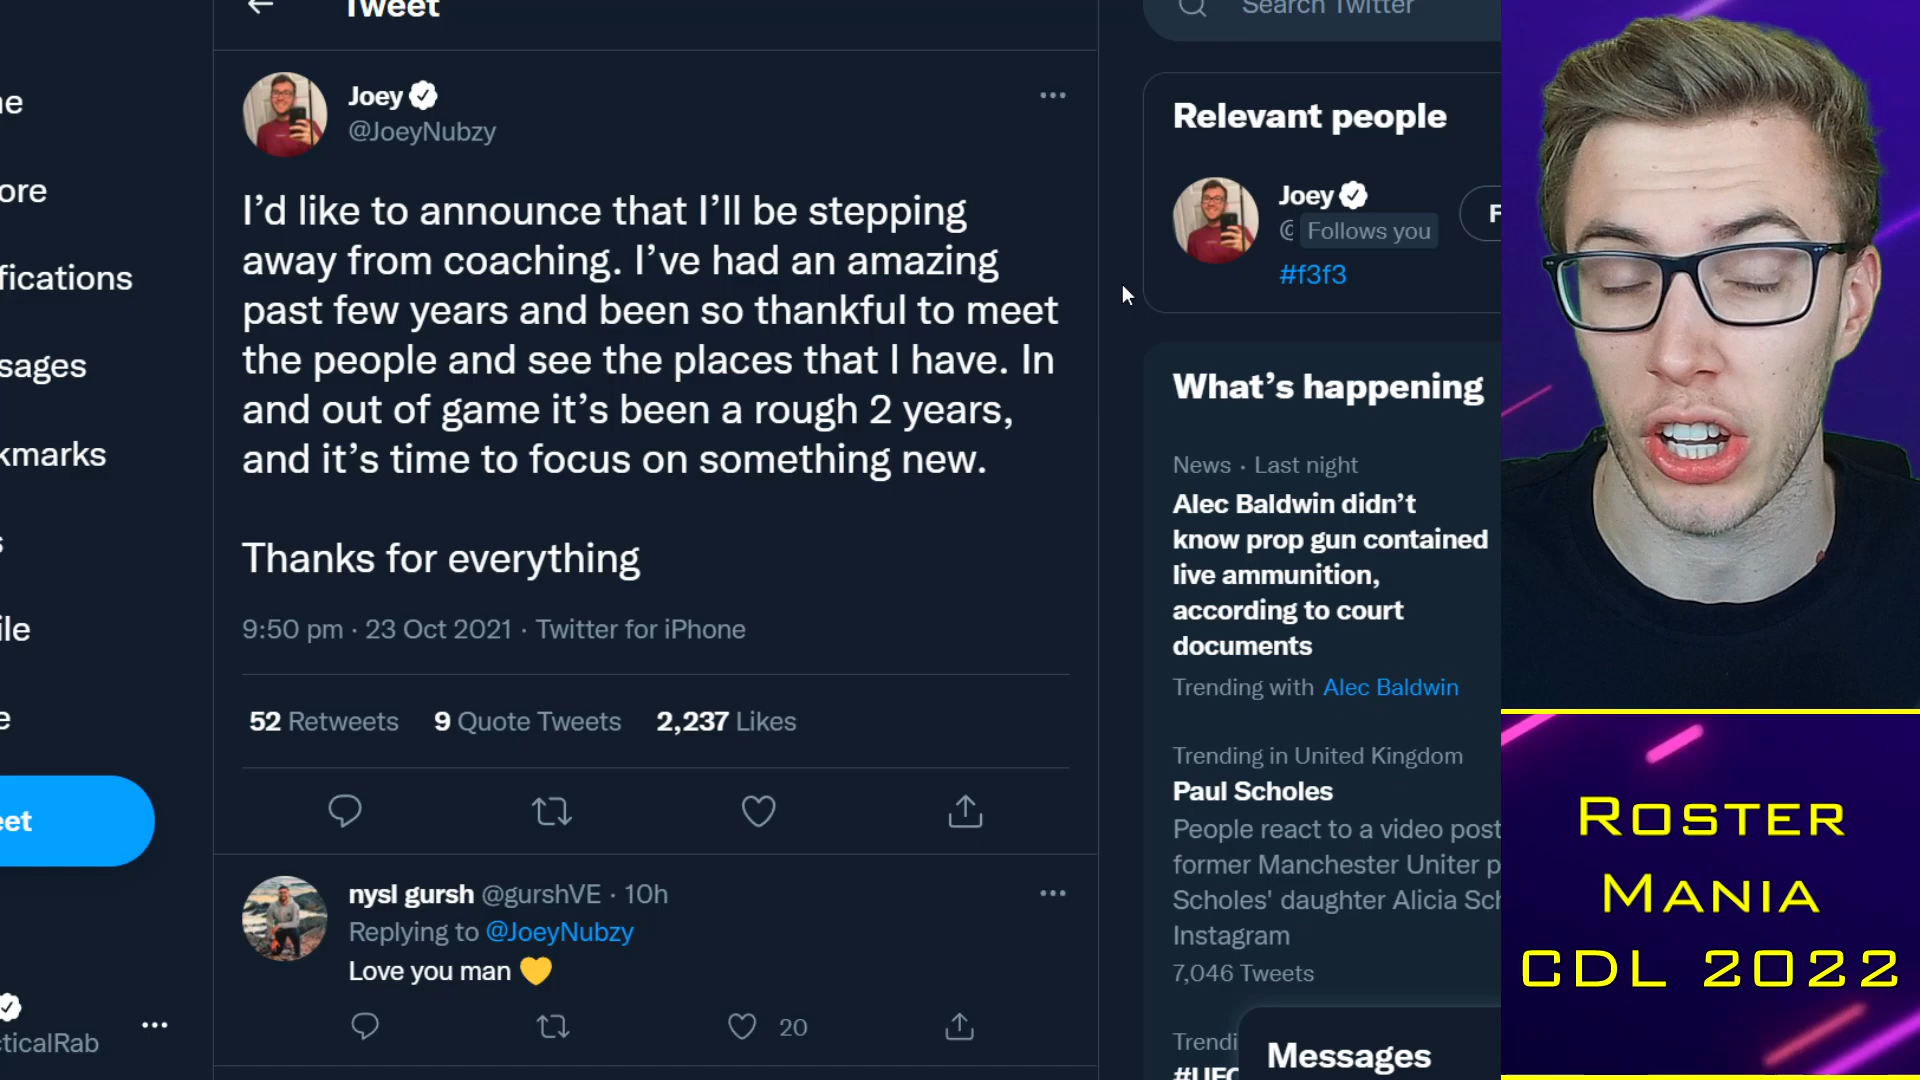 Tweet
Search Twitter
ne
ore
fications
sages
kmarks
s
ile
e
eet
ticalRab
Joey
@JoeyNubzy
I’d like to announce that I’ll be stepping
away from coaching. I’ve had an amazing
past few years and been so thankful to meet
the people and see the places that I have. In
and out of game it’s been a rough 2 years,
and it’s time to focus on something new.
Thanks for everything
9:50 pm · 23 Oct 2021 · Twitter for iPhone
52 Retweets 9 Quote Tweets 2,237 Likes
nysl gursh @gurshVE · 10h
Replying to @JoeyNubzy
Love you man 💛
20
Relevant people
Joey
@ Follows you
F
#f3f3
What’s happening
News · Last night
Alec Baldwin didn’t
know prop gun contained
live ammunition,
according to court
documents
Trending with Alec Baldwin
Trending in United Kingdom
Paul Scholes
People react to a video post
former Manchester Uniter p
Scholes' daughter Alicia Sch
Instagram
7,046 Tweets
Trendi
#UFC
Messages
ROSTER
MANIA
CDL 2022